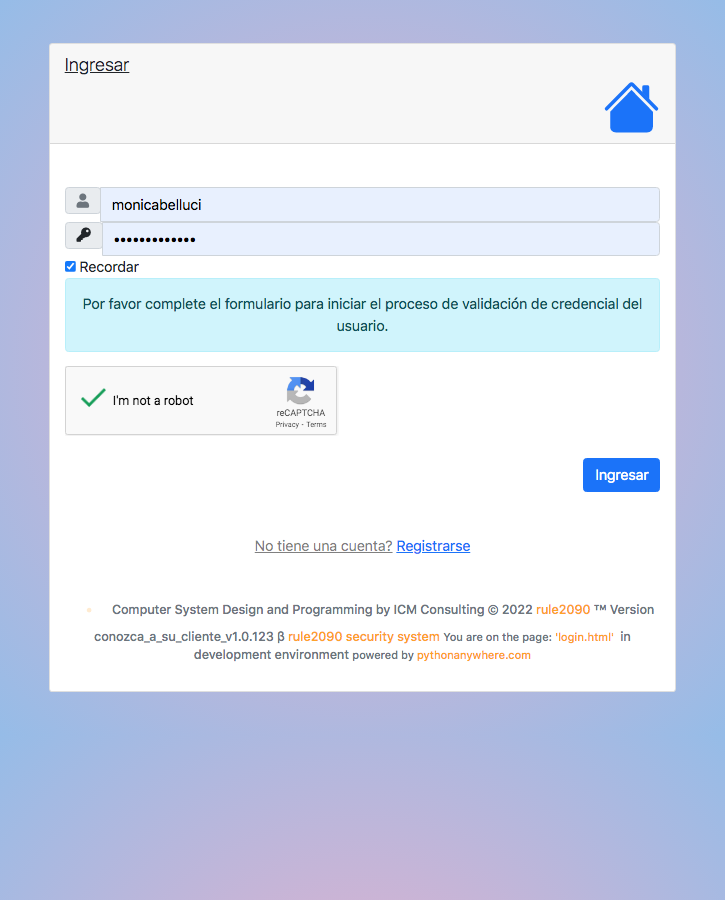 Ingresar
monicabelluci
•••••••••••••
Recordar
Por favor complete el formulario para iniciar el proceso de validación de credencial del
usuario.
I'm not a robot
reCAPTCHA
Privacy - Terms
Ingresar
No tiene una cuenta? Registrarse
Computer System Design and Programming by ICM Consulting © 2022 rule2090 ™ Version
conozca_a_su_cliente_v1.0.123 β rule2090 security system You are on the page: 'login.html' in
development environment powered by pythonanywhere.com